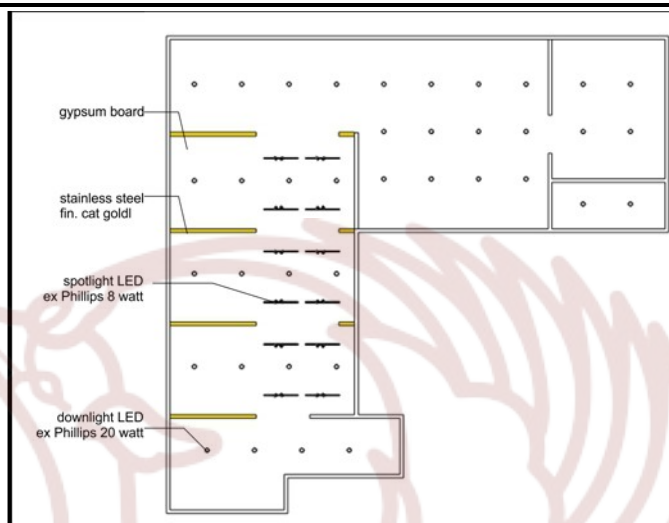 gypsum board
stainless steel
fin. cat goldl
spotlight LED
ex Phillips 8 watt
downlight LED
ex Phillips 20 watt